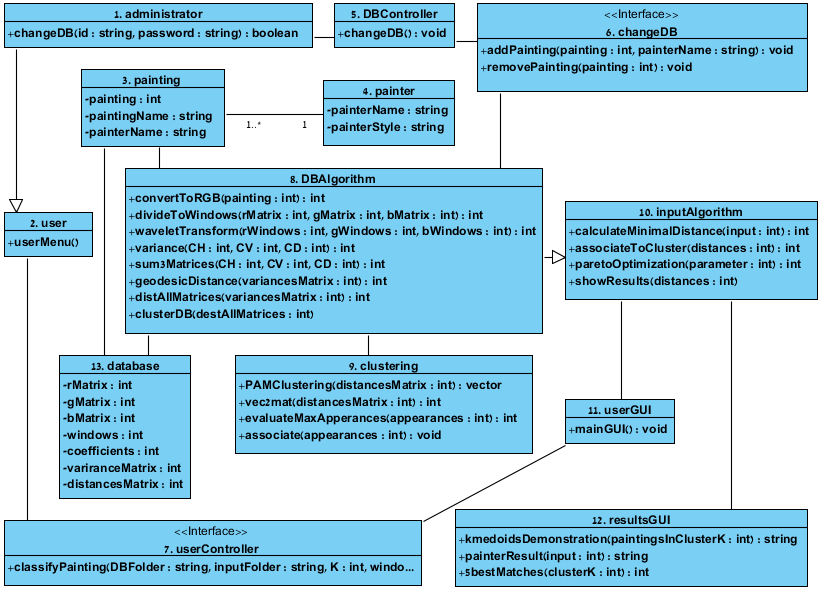 1. administrator
+changeDB(id : string, password : string) : boolean
5. DBController
+changeDB() : void
<<Interface>>
6. changeDB
+addPainting(painting : int, painterName : string) : void
+removePainting(painting : int) : void
3. painting
-painting : int
-paintingName : string
-painterName : string
1..*
1
4. painter
-painterName : string
-painterStyle : string
2. user
+userMenu()
8. DBAlgorithm
+convertToRGB(painting : int) : int
+divideToWindows(rMatrix : int, gMatrix : int, bMatrix : int) : int
+waveletTransform(rWindows : int, gWindows : int, bWindows : int) : int
+variance(CH : int, CV : int, CD : int) : int
+sum3Matrices(CH : int, CV : int, CD : int) : int
+geodesicDistance(variancesMatrix : int) : int
+distAllMatrices(variancesMatrix : int) : int
+clusterDB(destAllMatrices : int)
10. inputAlgorithm
+calculateMinimalDistance(input : int) : int
+associateToCluster(distances : int) : int
+paretoOptimization(parameter : int) : int
+showResults(distances : int)
13. database
-rMatrix : int
-gMatrix : int
-bMatrix : int
-windows : int
-coefficients : int
-variranceMatrix : int
-distancesMatrix : int
9. clustering
+PAMClustering(distancesMatrix : int) : vector
+vec2mat(distancesMatrix : int) : int
+evaluateMaxApperances(appearances : int) : int
+associate(appearances : int) : void
11. userGUI
+mainGUI() : void
<<Interface>>
7. userController
+classifyPainting(DBFolder : string, inputFolder : string, K : int, windo...
12. resultsGUI
+kmedoidsDemonstration(paintingsInClusterK : int) : string
+painterResult(input : int) : string
+5bestMatches(clusterK : int) : int